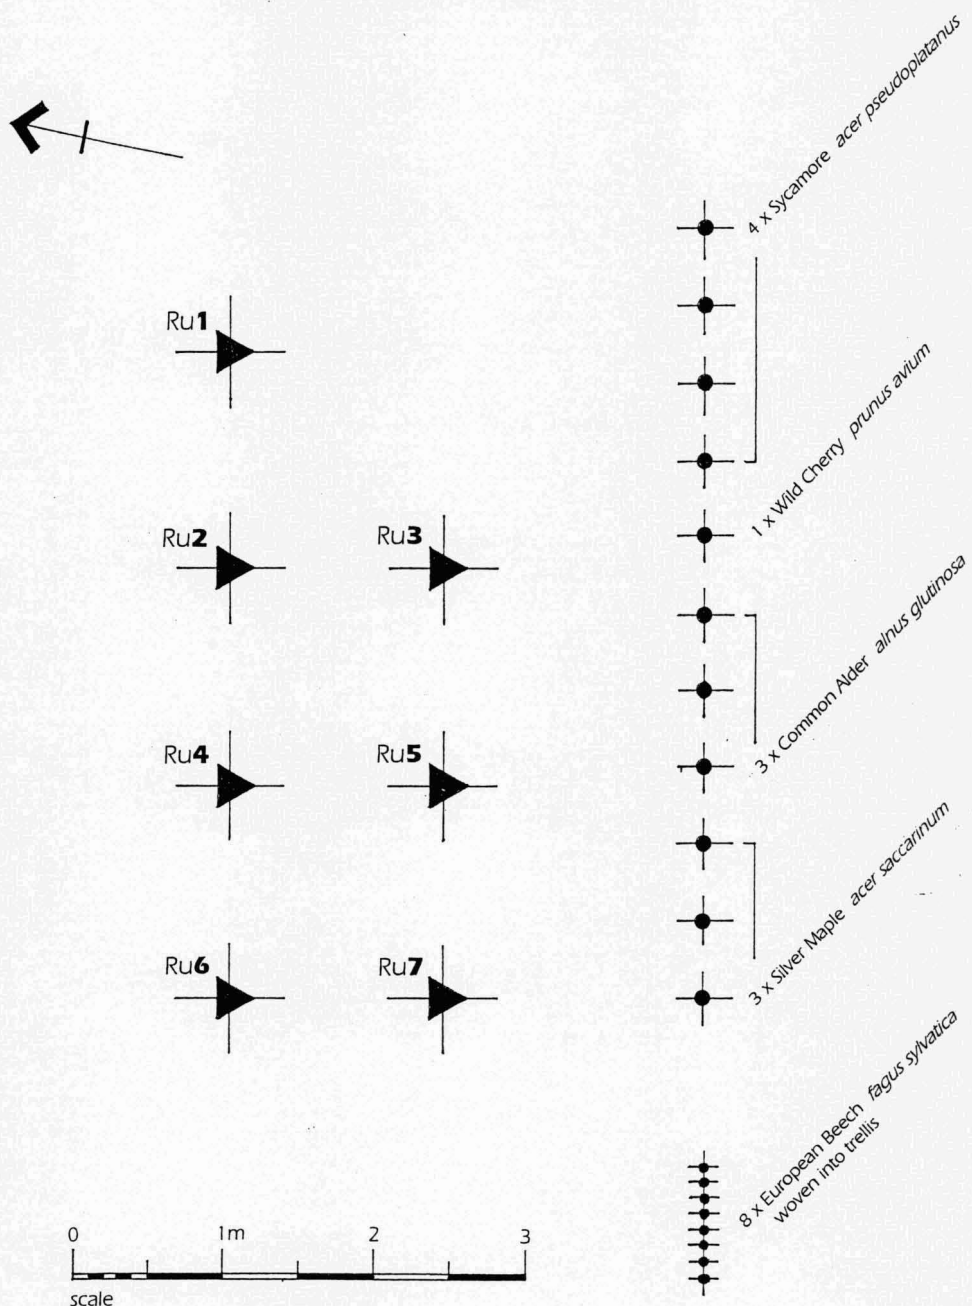 4 x Sycamore acer pseudoplatanus
Ru1
1 x Wild Cherry prunus avium
Ru2
Ru3
3 x Common Alder alnus glutinosa
Ru4
Ru5
3 x Silver Maple acer saccarinum
Ru6
Ru7
8 x European Beech fagus sylvatica
woven into trellis
0 1m 2 3
scale